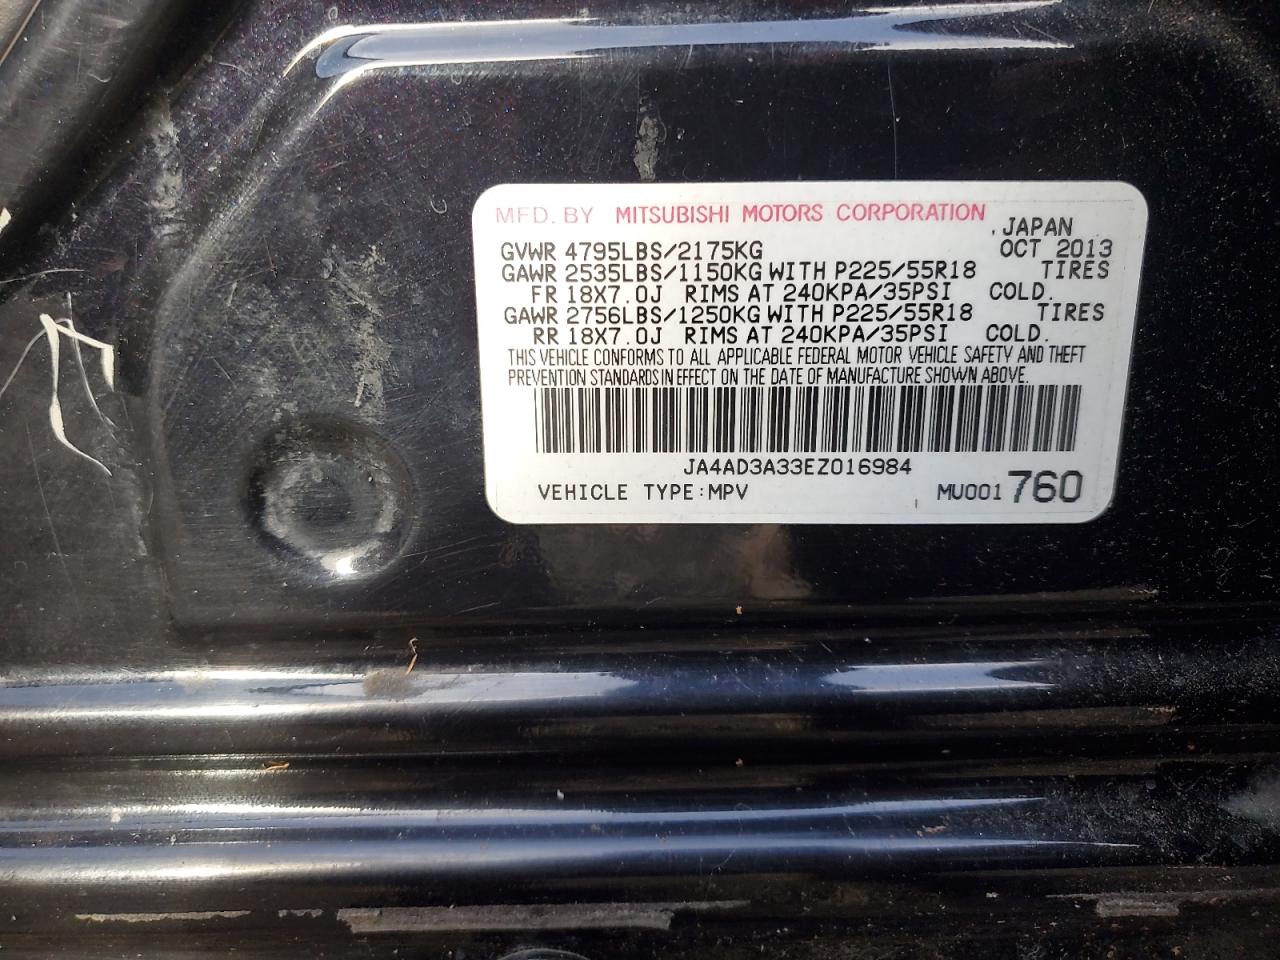 MFD. BY MITSUBISHI MOTORS CORPORATION
, JAPAN
GVWR 4795LBS/2175KG OCT 2013
GAWR 2535LBS/1150KG WITH P225/55R18 TIRES
FR 18X7.0J RIMS AT 240KPA/35PSI COLD.
GAWR 2756LBS/1250KG WITH P225/55R18 TIRES
RR 18X7.0J RIMS AT 240KPA/35PSI COLD.
THIS VEHICLE CONFORMS TO ALL APPLICABLE FEDERAL MOTOR VEHICLE SAFETY AND THEFT
PREVENTION STANDARDS IN EFFECT ON THE DATE OF MANUFACTURE SHOWN ABOVE.
JA4AD3A33EZ016984
VEHICLE TYPE:MPV MU001 760